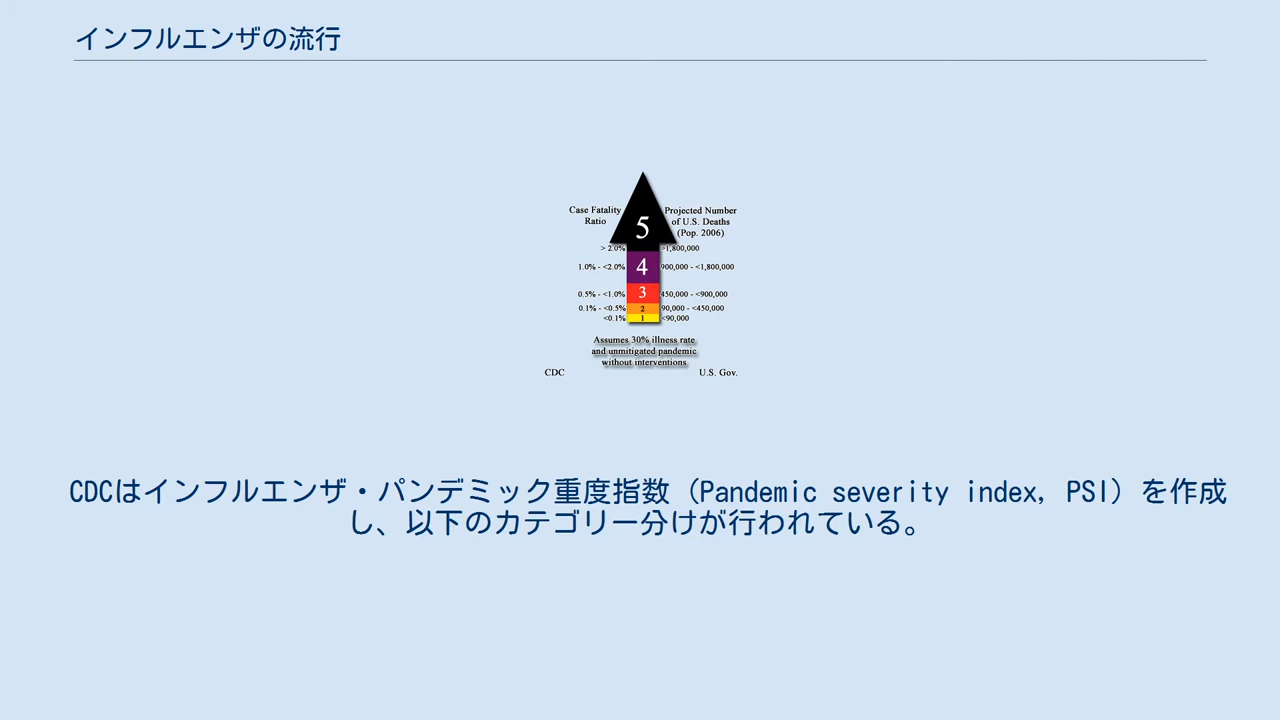 インフルエンザの流行
Case Fatality
Ratio
Projected Number
of U.S. Deaths
(Pop. 2006)
5
> 2.0%
>1,800,000
1.0% - <2.0%
4
900,000 - <1,800,000
0.5% - <1.0%
3
450,000 - <900,000
0.1% - <0.5%
2
90,000 - <450,000
<0.1%
1
<90,000
Assumes 30% illness rate
and unmitigated pandemic
without interventions
CDC
U.S. Gov.
CDCはインフルエンザ・パンデミック重度指数（Pandemic severity index, PSI）を作成
し、以下のカテゴリー分けが行われている。